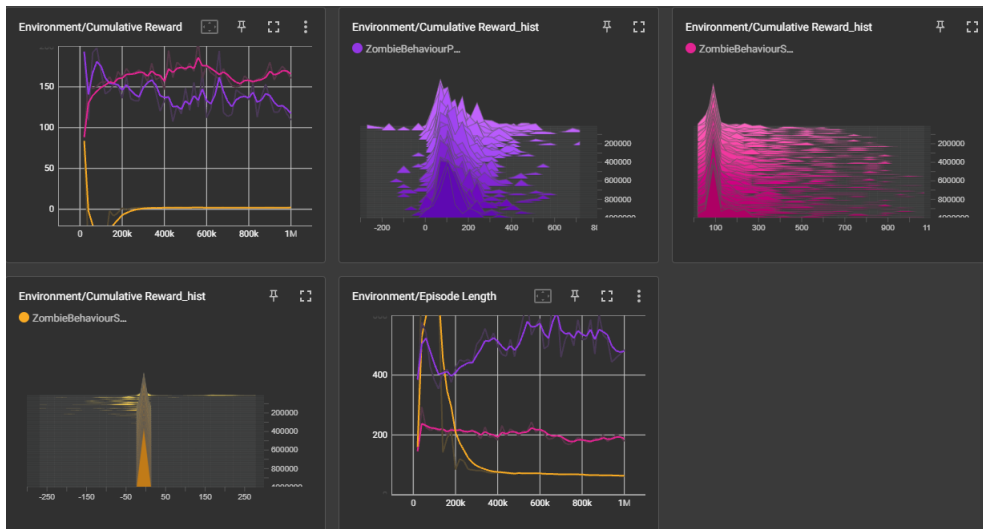 Environment/Cumulative Reward
150
100
50
0
0 200k 400k 600k 800k 1M
Environment/Cumulative Reward_hist
ZombieBehaviourP...
200000
400000
600000
800000
-200 0 200 400 600
Environment/Cumulative Reward_hist
ZombieBehaviourS...
200000
400000
600000
800000
100 300 500 700 900
Environment/Cumulative Reward_hist
ZombieBehaviourS...
200000
400000
600000
800000
-250 -150 -50 50 150 250
Environment/Episode Length
400
200
0 200k 400k 600k 800k 1M